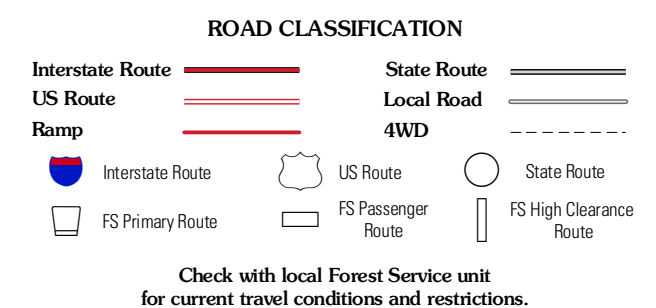 ROAD CLASSIFICATION
Interstate Route
State Route
US Route
Local Road
Ramp
4WD
Interstate Route
US Route
State Route
FS Primary Route
FS Passenger
Route
FS High Clearance
Route
Check with local Forest Service unit
for current travel conditions and restrictions.